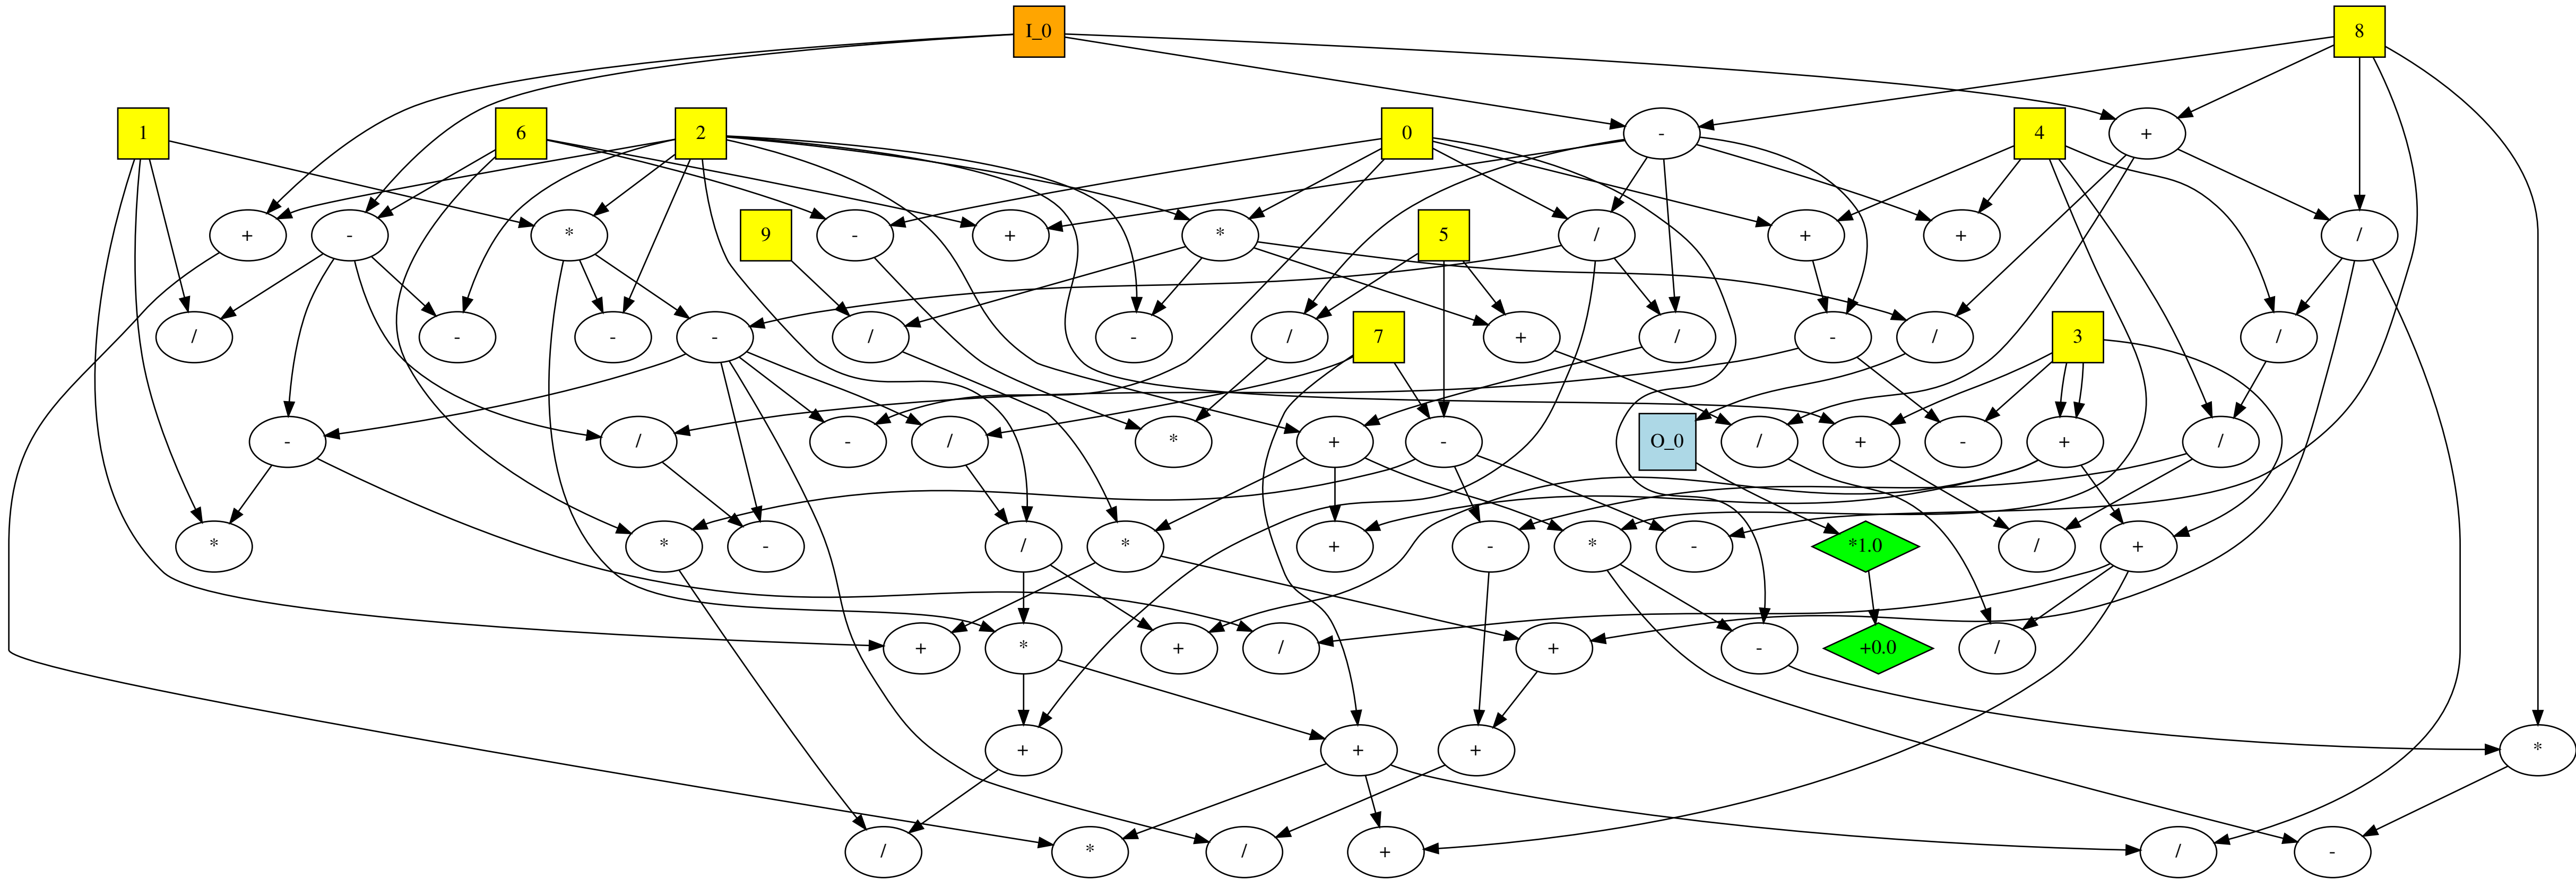 I_0 8
1 6 2 0 - 4 +
+ - * 9 - + * 5 / + + /
/ - - - / - / 7 + / - / 3 /
- / - / * + - O_0 / + - + /
* * - / * + - * - *1.0 / +
+ * + / + - +0.0 /
+ + + *
/ * / + / -